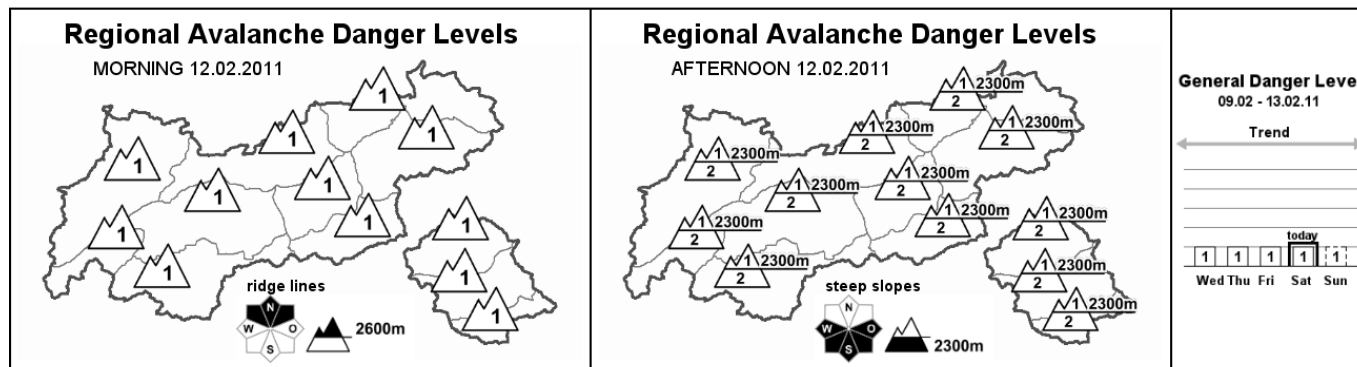 Regional Avalanche Danger Levels
MORNING 12.02.2011
1
1
1
1
1
1
1
1
1
1
1
1
ridge lines
N
W O
S
2600m
Regional Avalanche Danger Levels
AFTERNOON 12.02.2011
1 2300m
2
1 2300m
2
1 2300m
2
1 2300m
2
1 2300m
2
1 2300m
2
1 2300m
2
1 2300m
2
1 2300m
2
1 2300m
2
1 2300m
2
1 2300m
2
steep slopes
N
W O
S
2300m
General Danger Leve
09.02 - 13.02.11
Trend
today
1 1 1 1 1
Wed Thu Fri Sat Sun